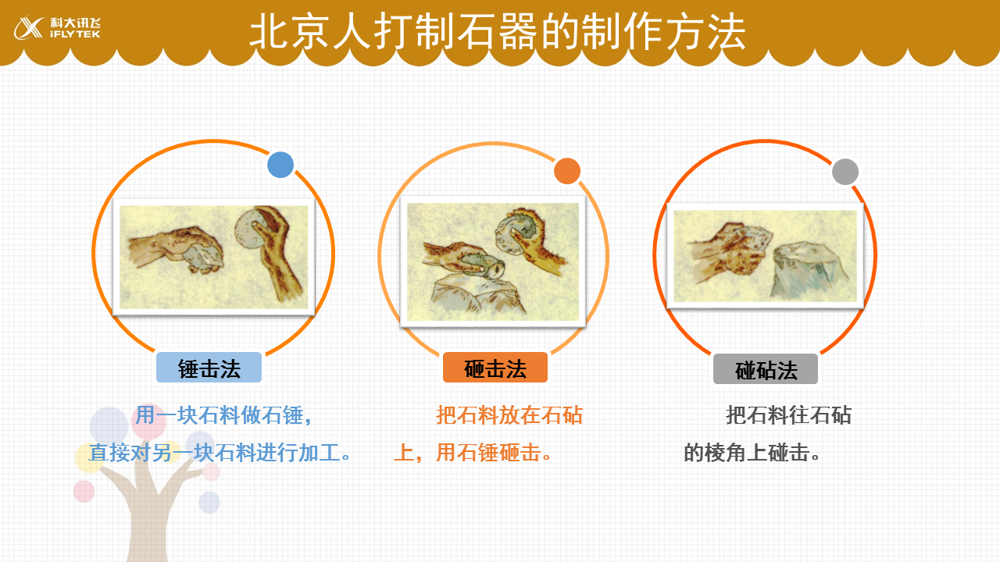 科大讯飞
iFLYTEK
北京人打制石器的制作方法
锤击法
用一块石料做石锤，
直接对另一块石料进行加工。
砸击法
把石料放在石砧
上，用石锤砸击。
碰砧法
把石料往石砧
的棱角上碰击。